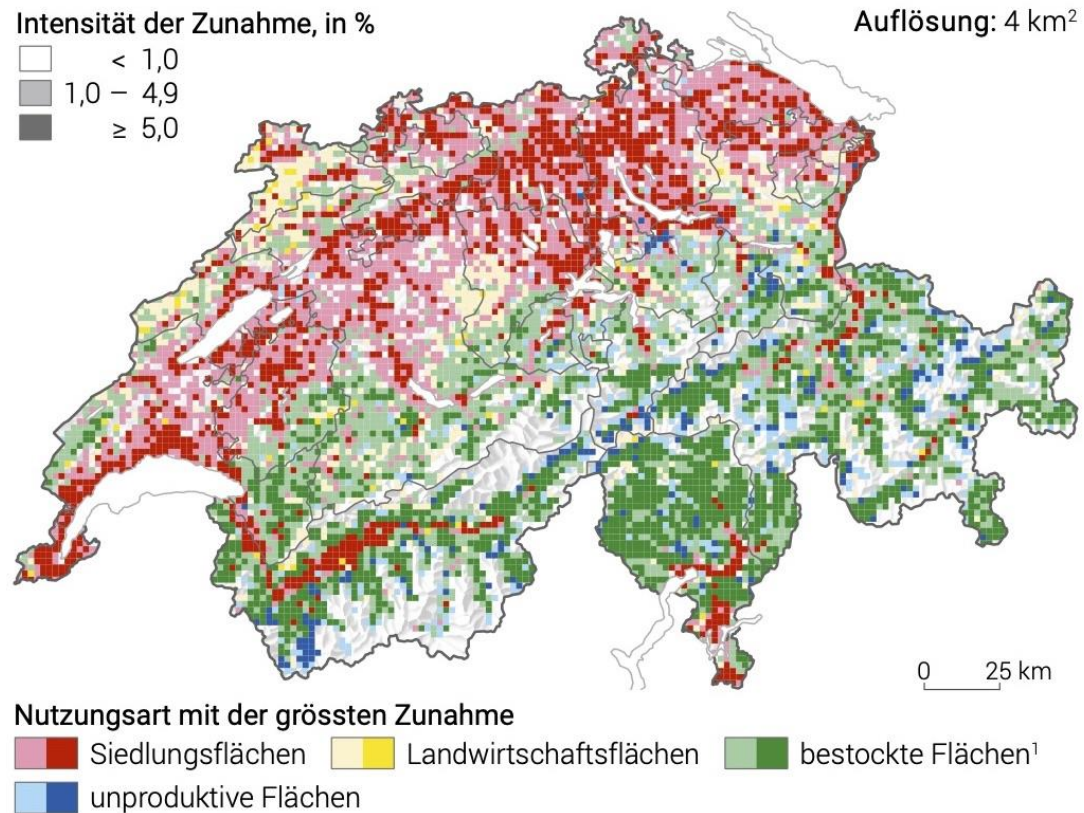 Intensität der Zunahme, in %
< 1,0
1,0 – 4,9
≥ 5,0
Auflösung: 4 km²
0 25 km
Nutzungsart mit der grössten Zunahme
Siedlungsflächen Landwirtschaftsflächen bestockte Flächen¹
unproduktive Flächen